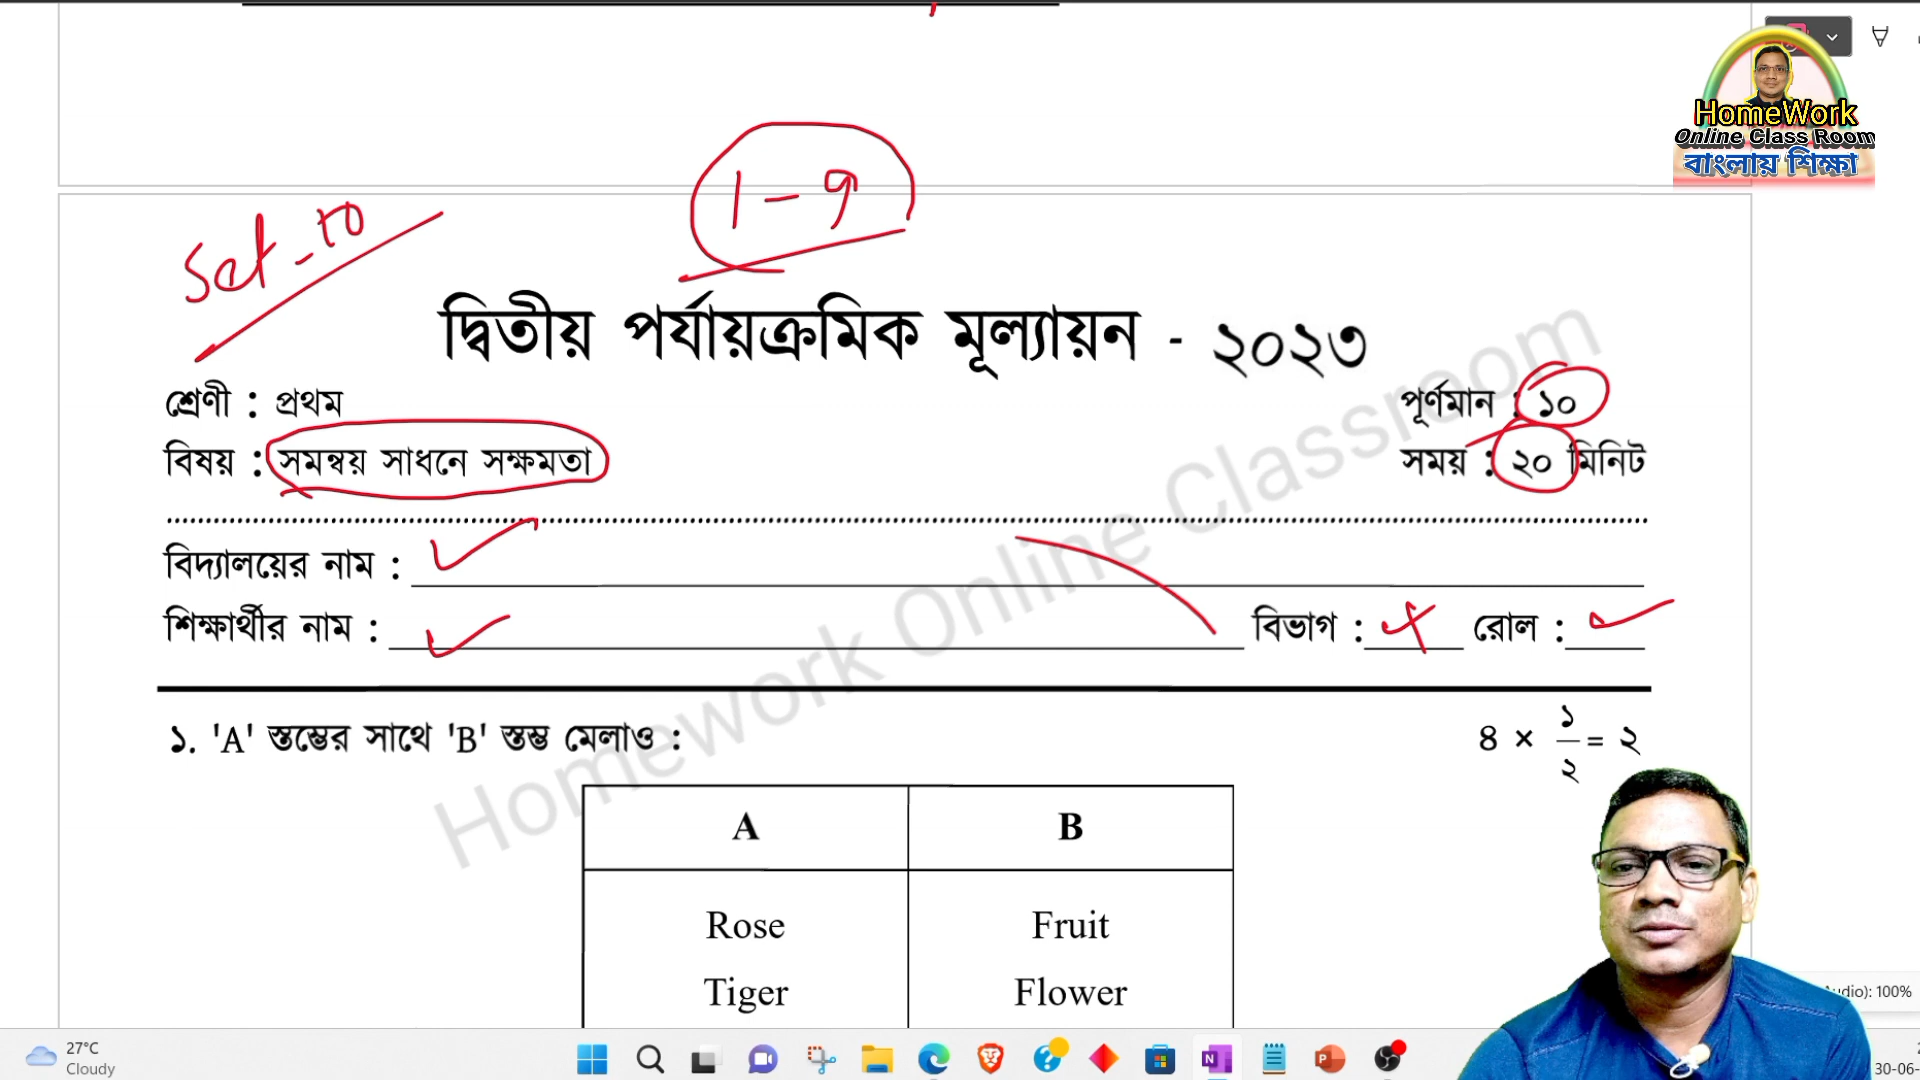 HomeWork
Online Class Room
বাংলায় শিক্ষা
1 - 9
Set - 10
দ্বিতীয় পর্যায়ক্রমিক মূল্যায়ন - ২০২৩
শ্রেণী : প্রথম
পূর্ণমান : ১০
বিষয় : সমন্বয় সাধনে সক্ষমতা
সময় : ২০ মিনিট
বিদ্যালয়ের নাম :
শিক্ষার্থীর নাম :
বিভাগ :
রোল :
Homework Online Classroom
১. 'A' স্তম্ভের সাথে 'B' স্তম্ভ মেলাও :
৪ × ১/২ = ২
A B
Rose Fruit
Tiger Flower
udio): 100%
27°C
Cloudy
30-06-